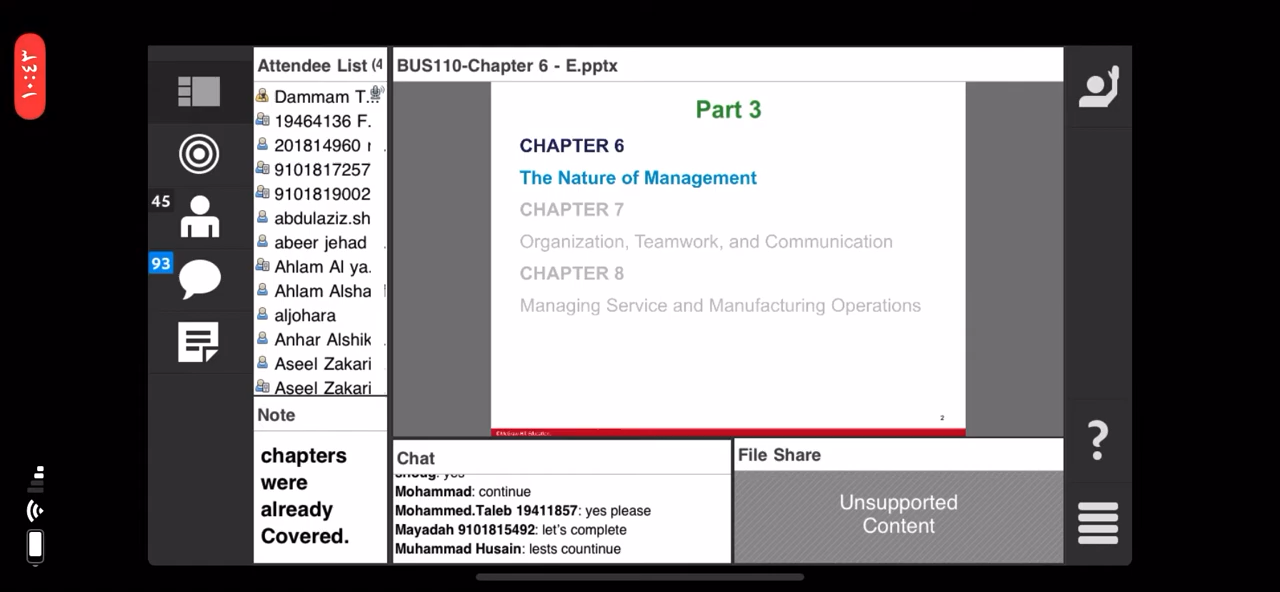 ١٠:٤٣
45
93
Attendee List (4
Dammam T.
19464136 F.
201814960 r
9101817257
9101819002
abdulaziz.sh
abeer jehad
Ahlam Al ya.
Ahlam Alsha
aljohara
Anhar Alshik
Aseel Zakari
Aseel Zakari
Note
chapters
were
already
Covered.
BUS110-Chapter 6 - E.pptx
Part 3
CHAPTER 6
The Nature of Management
CHAPTER 7
Organization, Teamwork, and Communication
CHAPTER 8
Managing Service and Manufacturing Operations
2
Chat
shoug: yes
Mohammad: continue
Mohammed.Taleb 19411857: yes please
Mayadah 9101815492: let's complete
Muhammad Husain: lests countinue
File Share
Unsupported
Content
?